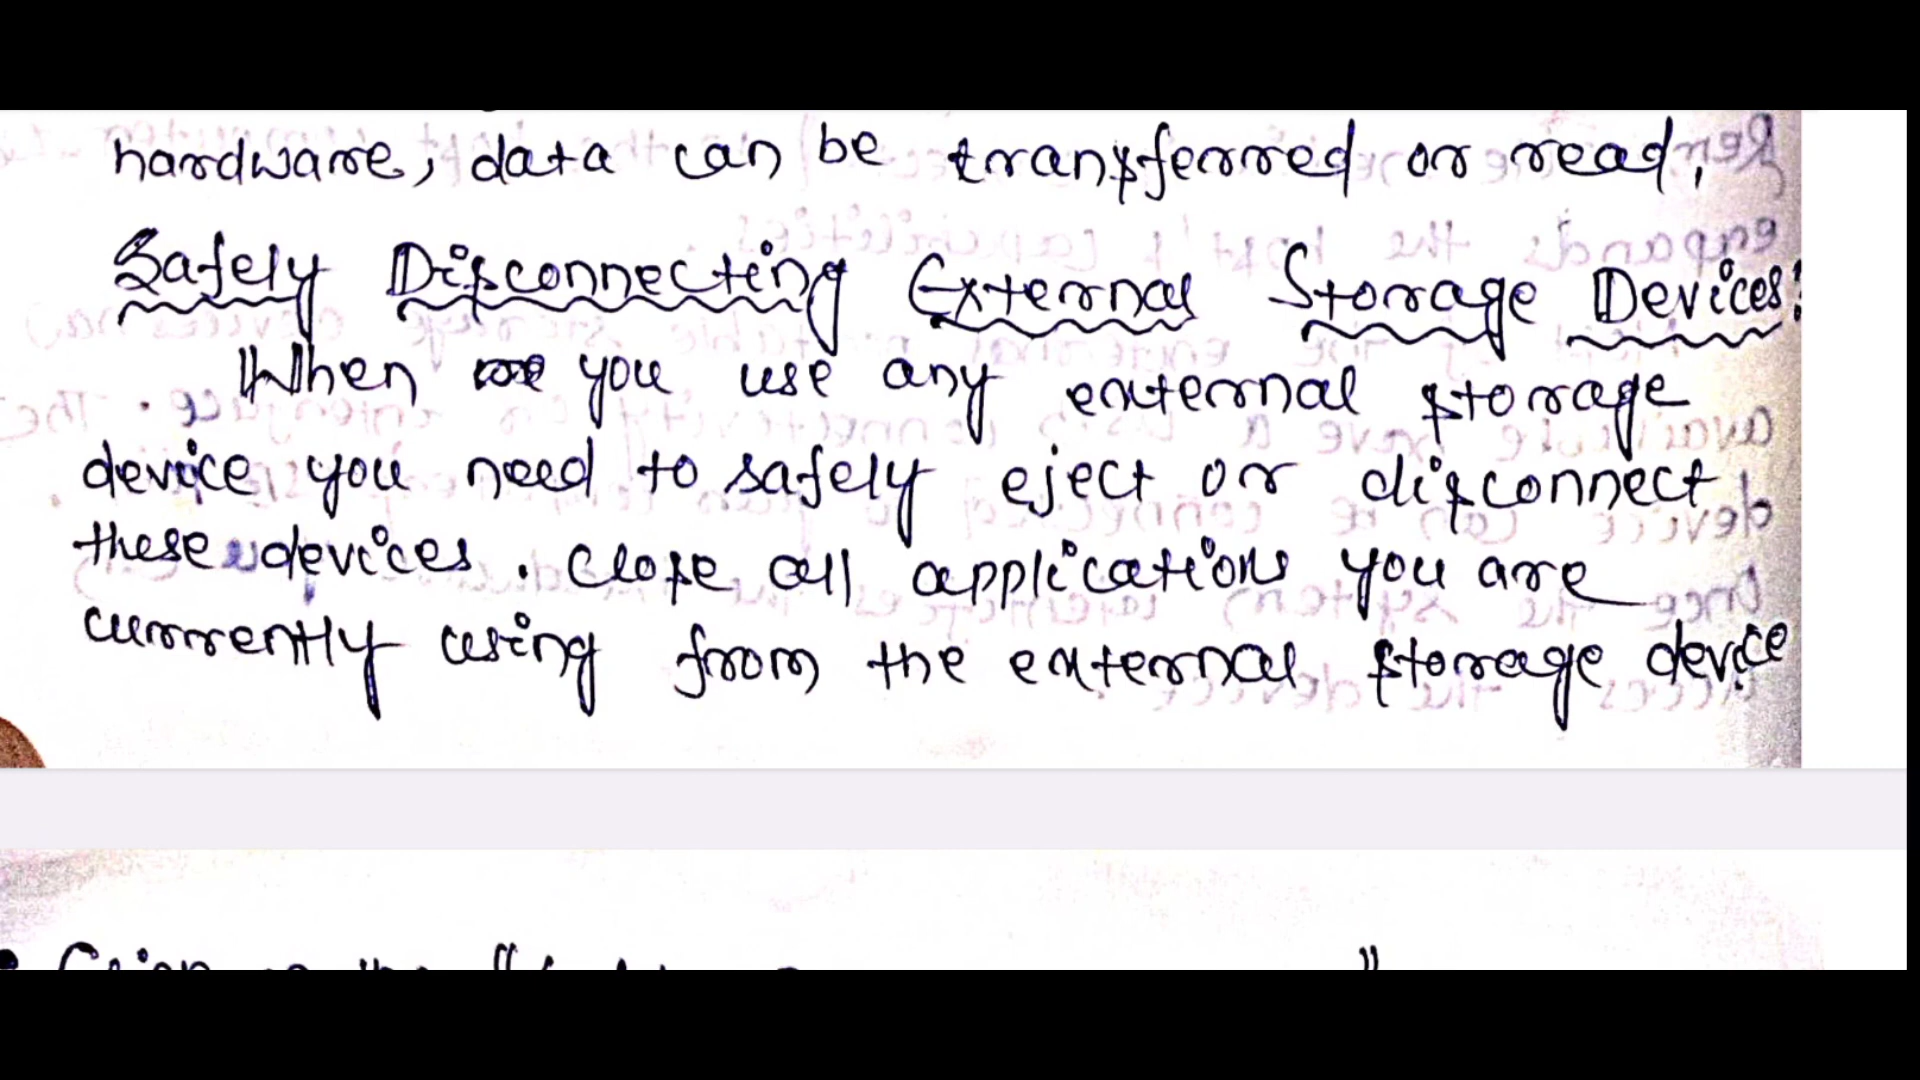 hardware, data can be transferred or read.
Safely Disconnecting External Storage Devices:
When you use any external storage
device you need to safely eject or disconnect
these devices. Close all applications you are
currently using from the external storage device